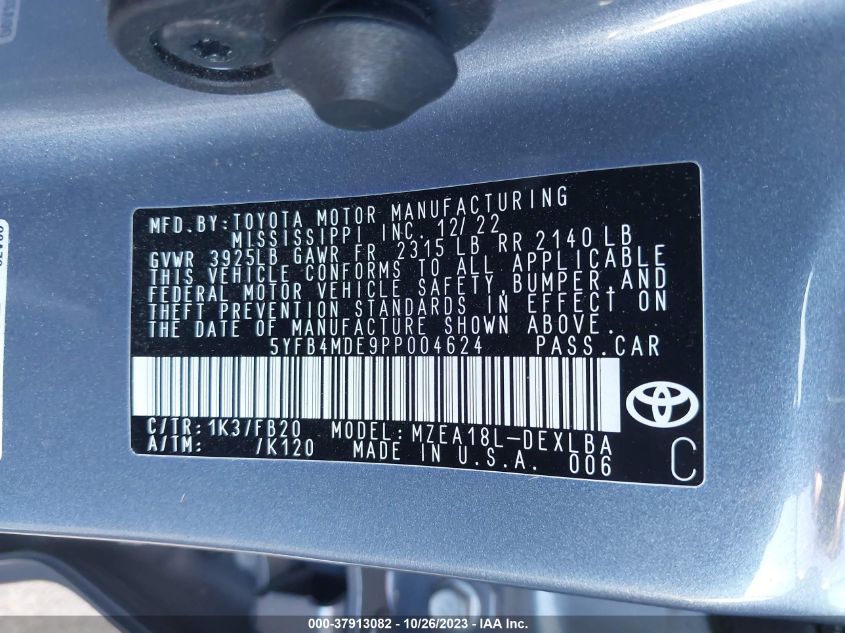 MFD. BY: TOYOTA MOTOR MANUFACTURING
MISSISSIPPI INC. 12/22
GVWR 3925LB GAWR FR 2315 LB RR 2140 LB
THIS VEHICLE CONFORMS TO ALL APPLICABLE
FEDERAL MOTOR VEHICLE SAFETY, BUMPER, AND
THEFT PREVENTION STANDARDS IN EFFECT ON
THE DATE OF MANUFACTURE SHOWN ABOVE.
5YFB4MDE9PP004624 PASS. CAR
C/TR: 1K3/FB20 MODEL: MZEA18L-DEXLBA
A/TM: /K120 MADE IN U.S.A. 006
C
000-37913082 - 10/26/2023 - IAA, Inc.